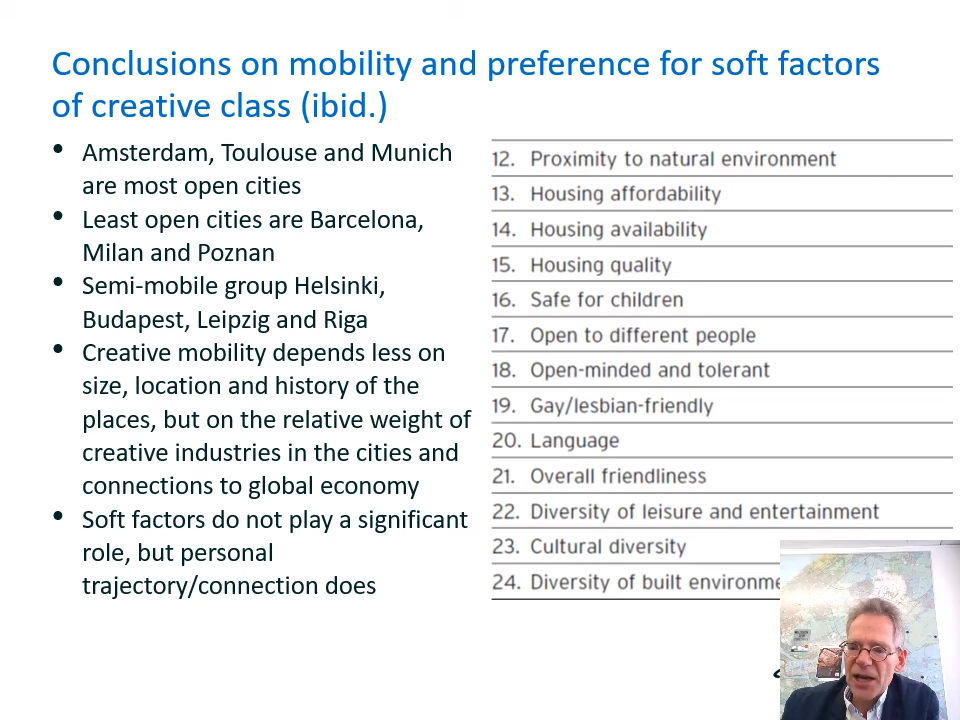 Conclusions on mobility and preference for soft factors
of creative class (ibid.)
• Amsterdam, Toulouse and Munich
are most open cities
• Least open cities are Barcelona,
Milan and Poznan
• Semi-mobile group Helsinki,
Budapest, Leipzig and Riga
• Creative mobility depends less on
size, location and history of the
places, but on the relative weight of
creative industries in the cities and
connections to global economy
• Soft factors do not play a significant
role, but personal
trajectory/connection does
12. Proximity to natural environment
13. Housing affordability
14. Housing availability
15. Housing quality
16. Safe for children
17. Open to different people
18. Open-minded and tolerant
19. Gay/lesbian-friendly
20. Language
21. Overall friendliness
22. Diversity of leisure and entertainment
23. Cultural diversity
24. Diversity of built environme